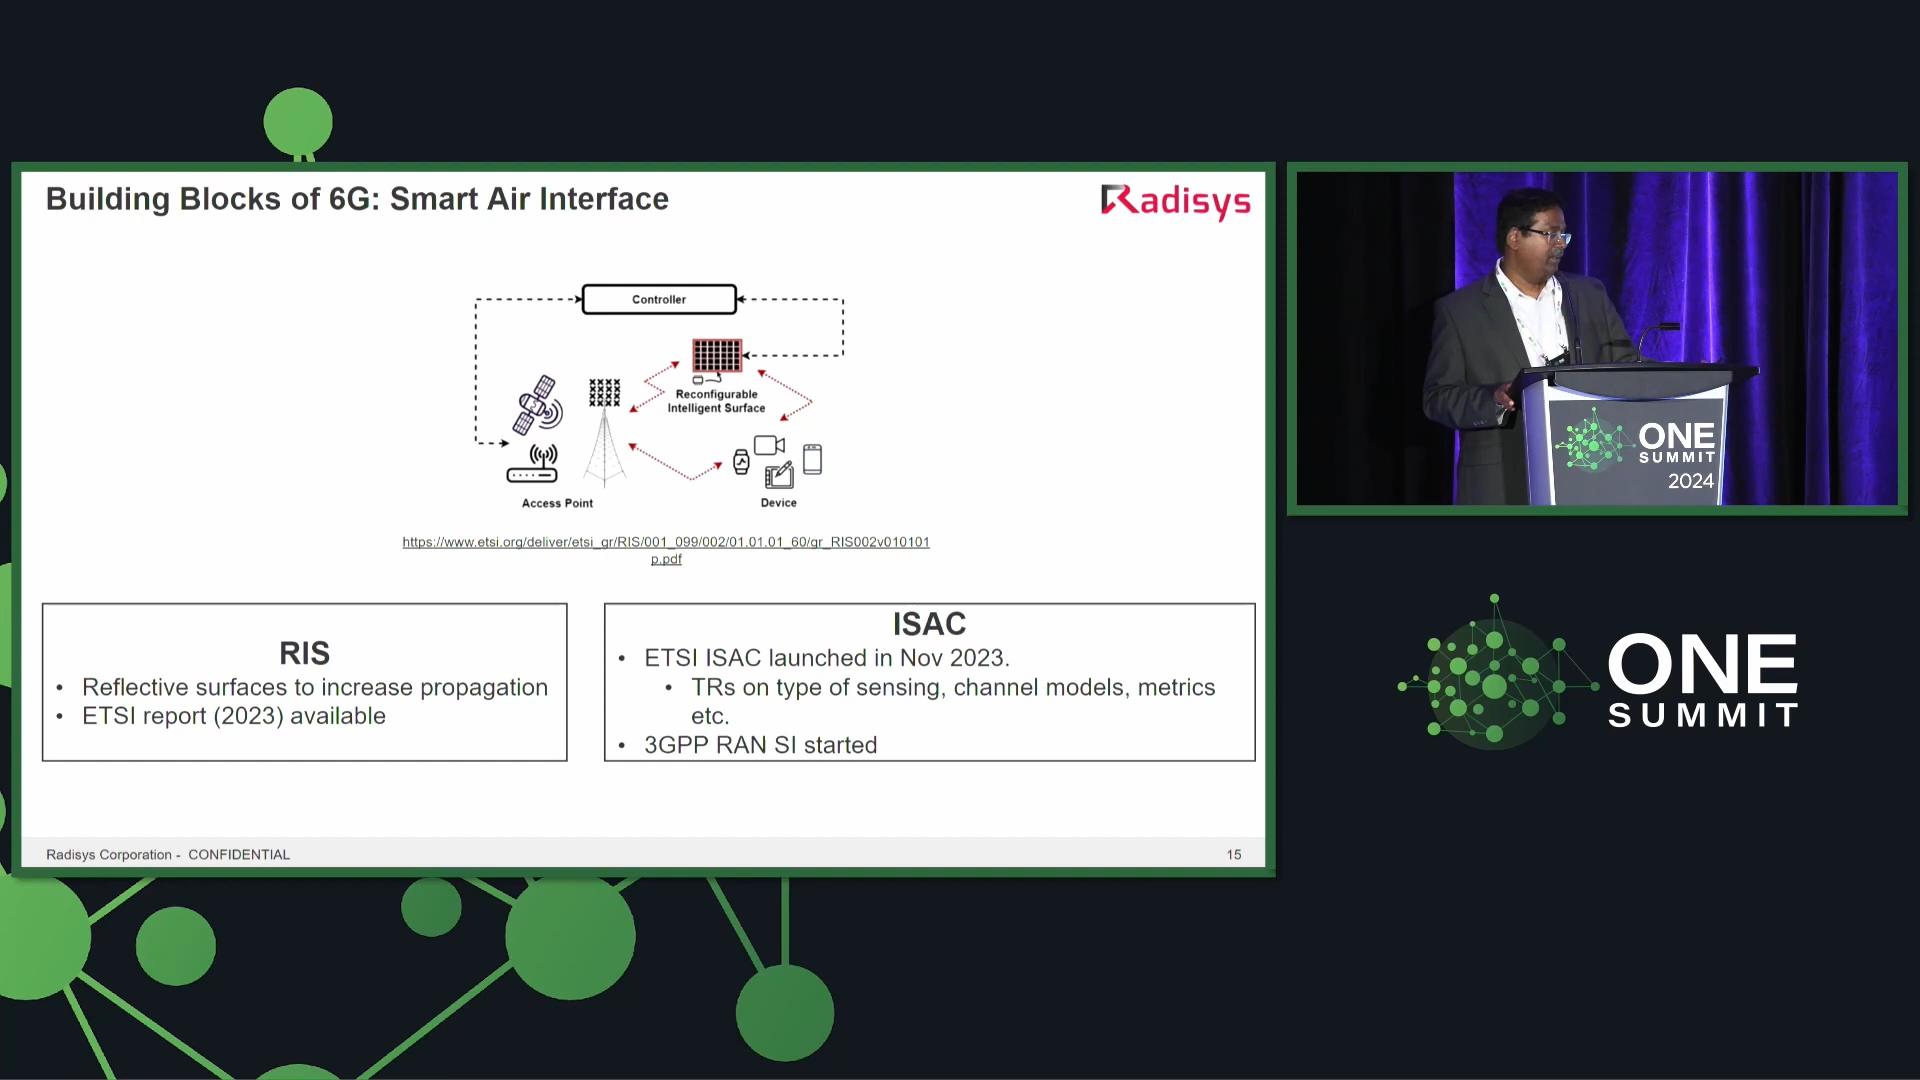 Building Blocks of 6G: Smart Air Interface
Radisys
Controller
Reconfigurable
Intelligent Surface
Access Point
Device
https://www.etsi.org/deliver/etsi_gr/RIS/001_099/002/01.01.01_60/gr_RIS002v010101
p.pdf
RIS
• Reflective surfaces to increase propagation
• ETSI report (2023) available
ISAC
• ETSI ISAC launched in Nov 2023.
• TRs on type of sensing, channel models, metrics
etc.
• 3GPP RAN SI started
Radisys Corporation - CONFIDENTIAL
15
ONE
SUMMIT
2024
ONE
SUMMIT